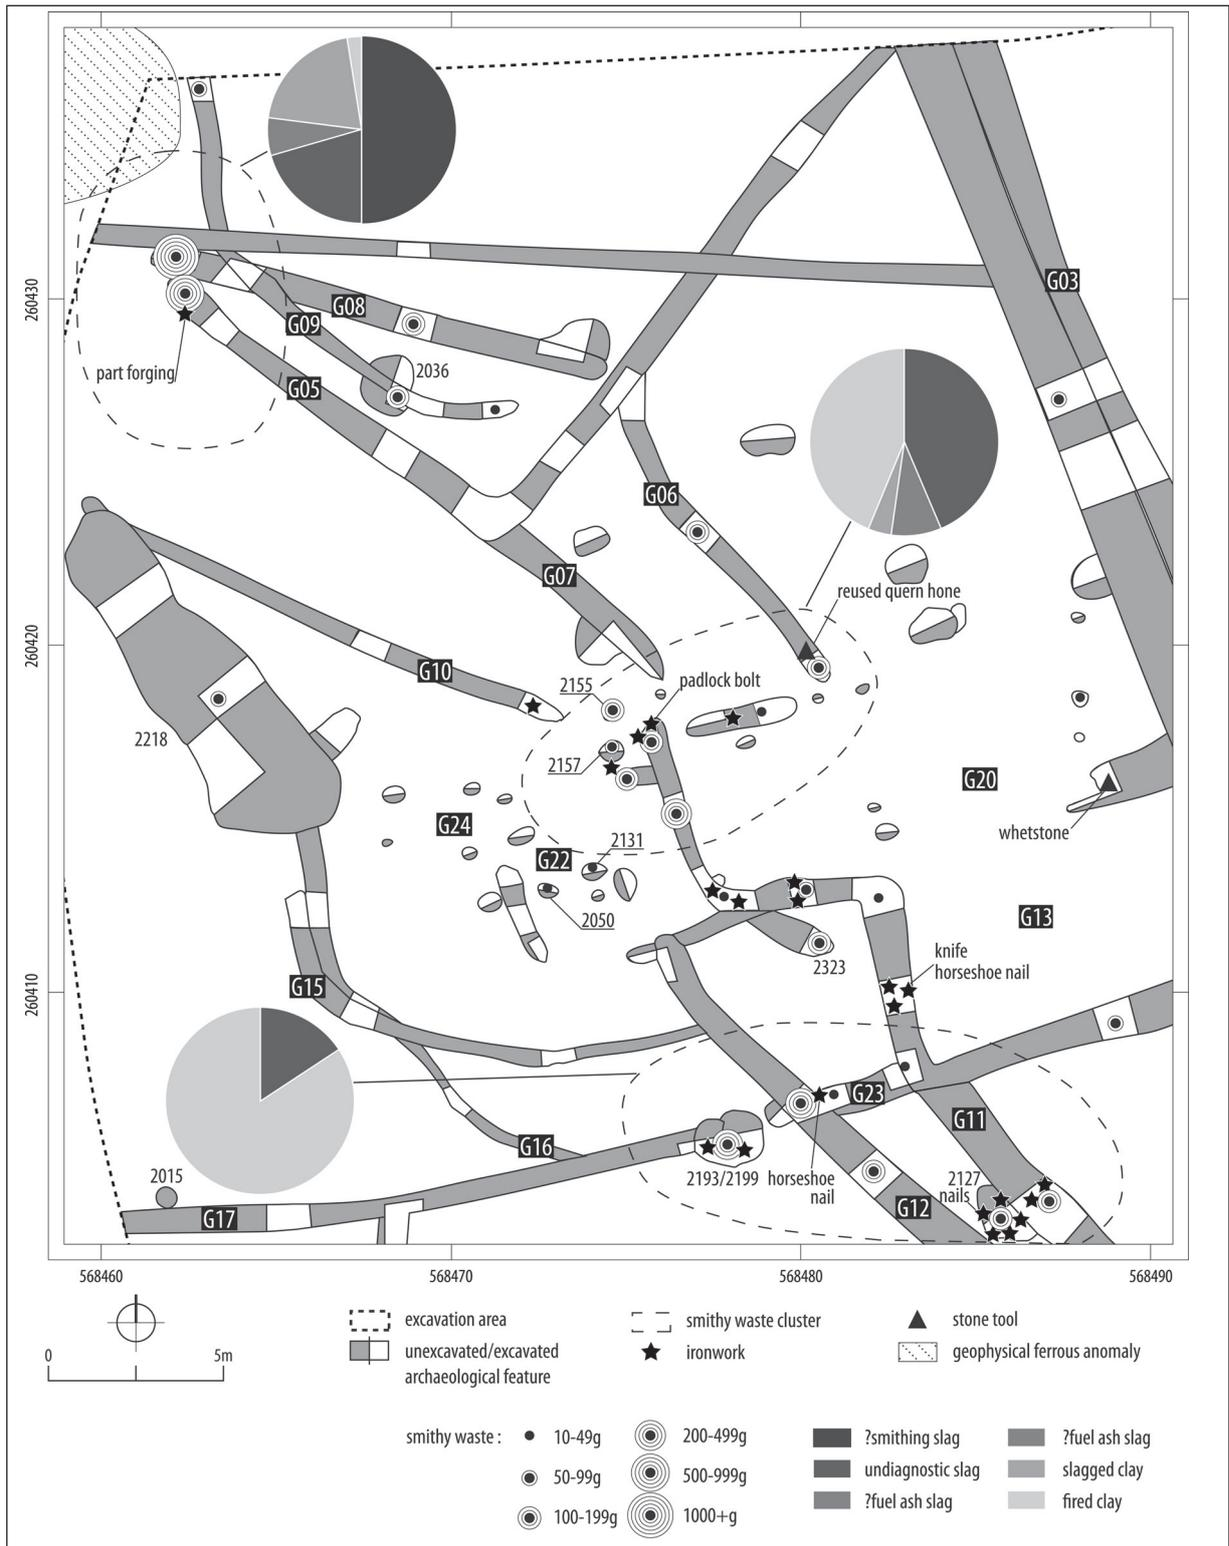 G03
260430
G08
G09
part forging
2036
G05
G06
G07
reused quern hone
260420
G10
2155
padlock bolt
2218
2157
G20
whetstone
G24
G22
2131
2050
G13
2323
knife
horseshoe nail
260410
G15
G23
G11
G16
2015
2193/2199
horseshoe
nail
2127
nails
G12
G17
568460
568470
568480
568490
0
5m
excavation area
unexcavated/excavated
archaeological feature
smithy waste cluster
ironwork
stone tool
geophysical ferrous anomaly
smithy waste :
10-49g
50-99g
100-199g
200-499g
500-999g
1000+g
?smithing slag
undiagnostic slag
?fuel ash slag
?fuel ash slag
slagged clay
fired clay